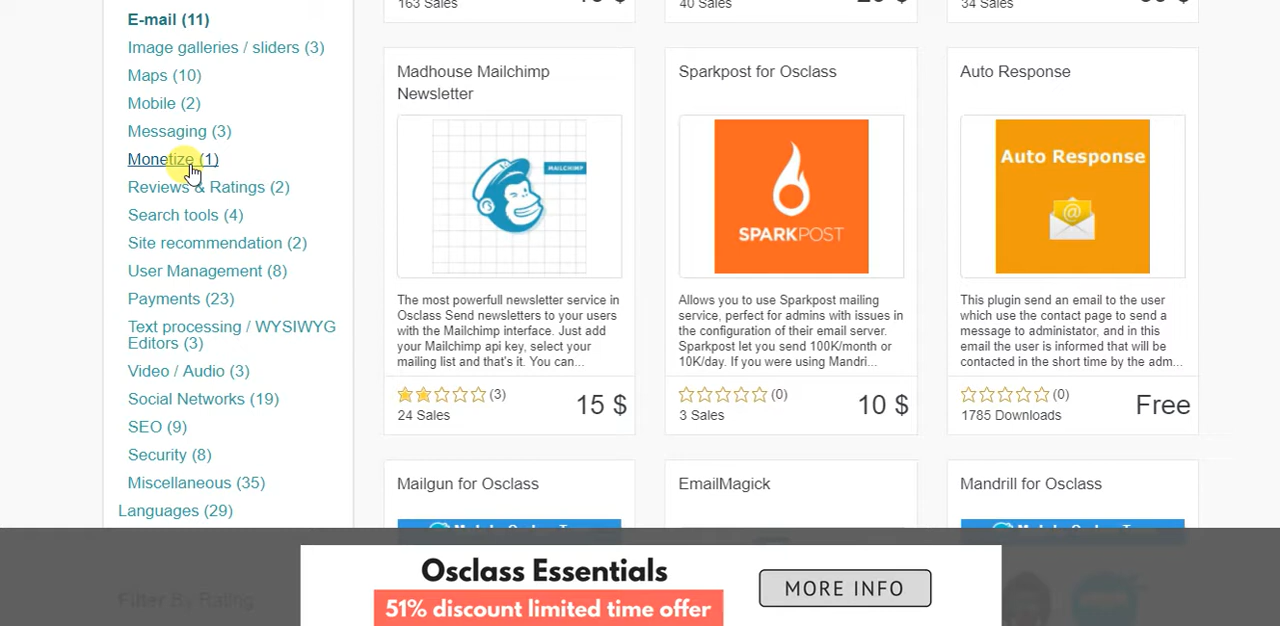 E-mail (11)
Image galleries / sliders (3)
Maps (10)
Mobile (2)
Messaging (3)
Monetize (1)
Reviews & Ratings (2)
Search tools (4)
Site recommendation (2)
User Management (8)
Payments (23)
Text processing / WYSIWYG
Editors (3)
Video / Audio (3)
Social Networks (19)
SEO (9)
Security (8)
Miscellaneous (35)
Languages (29)
Filter By Rating
163 Sales
40 Sales
34 Sales
Madhouse Mailchimp
Newsletter
MAILCHIMP
The most powerfull newsletter service in
Osclass Send newsletters to your users
with the Mailchimp interface. Just add
your Mailchimp api key, select your
mailing list and that's it. You can...
(3)
24 Sales
15 $
Sparkpost for Osclass
SPARKPOST
Allows you to use Sparkpost mailing
service, perfect for admins with issues in
the configuration of their email server.
Sparkpost let you send 100K/month or
10K/day. If you were using Mandri...
(0)
3 Sales
10 $
Auto Response
Auto Response
@
This plugin send an email to the user
which use the contact page to send a
message to administator, and in this
email the user is informed that will be
contacted in the short time by the adm...
(0)
1785 Downloads
Free
Mailgun for Osclass
EmailMagick
Mandrill for Osclass
Osclass Essentials
51% discount limited time offer
MORE INFO